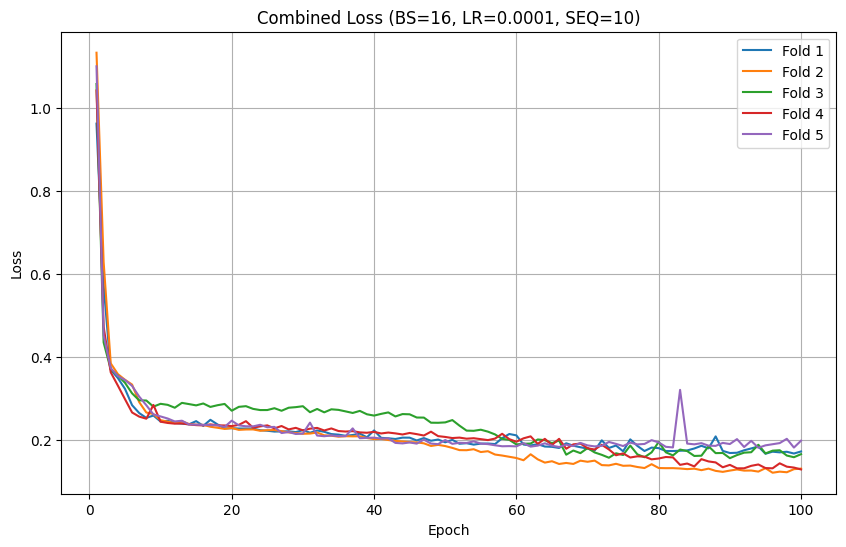 Combined Loss (BS=16, LR=0.0001, SEQ=10)
Fold 1
Fold 2
Fold 3
Fold 4
Fold 5
Loss
1.0
0.8
0.6
0.4
0.2
0 20 40 60 80 100
Epoch